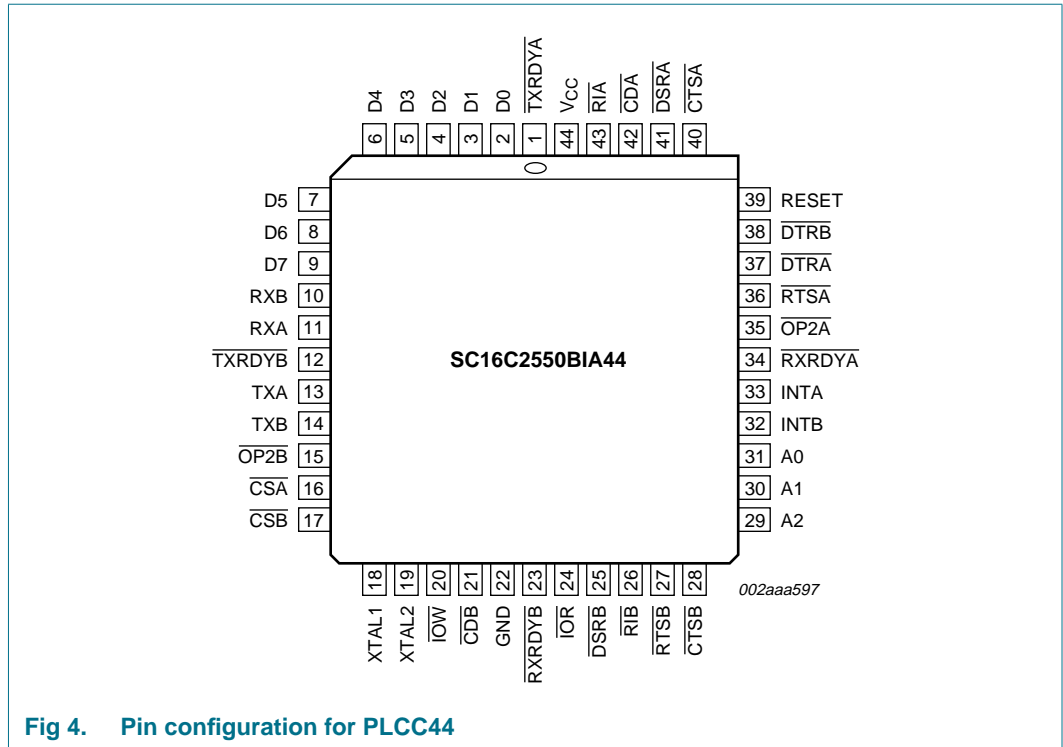 D4 D3 D2 D1 D0 TXRDYA VCC RIA CDA DSRA CTSA
6 5 4 3 2 1 44 43 42 41 40
D5 7
D6 8
D7 9
RXB 10
RXA 11
TXRDYB 12
TXA 13
TXB 14
OP2B 15
CSA 16
CSB 17
SC16C2550BIA44
39 RESET
38 DTRB
37 DTRA
36 RTSA
35 OP2A
34 RXRDYA
33 INTA
32 INTB
31 A0
30 A1
29 A2
18 19 20 21 22 23 24 25 26 27 28
XTAL1 XTAL2 IOW CDB GND RXRDYB IOR DSRB RIB RTSB CTSB
002aaa597
Fig 4. Pin configuration for PLCC44